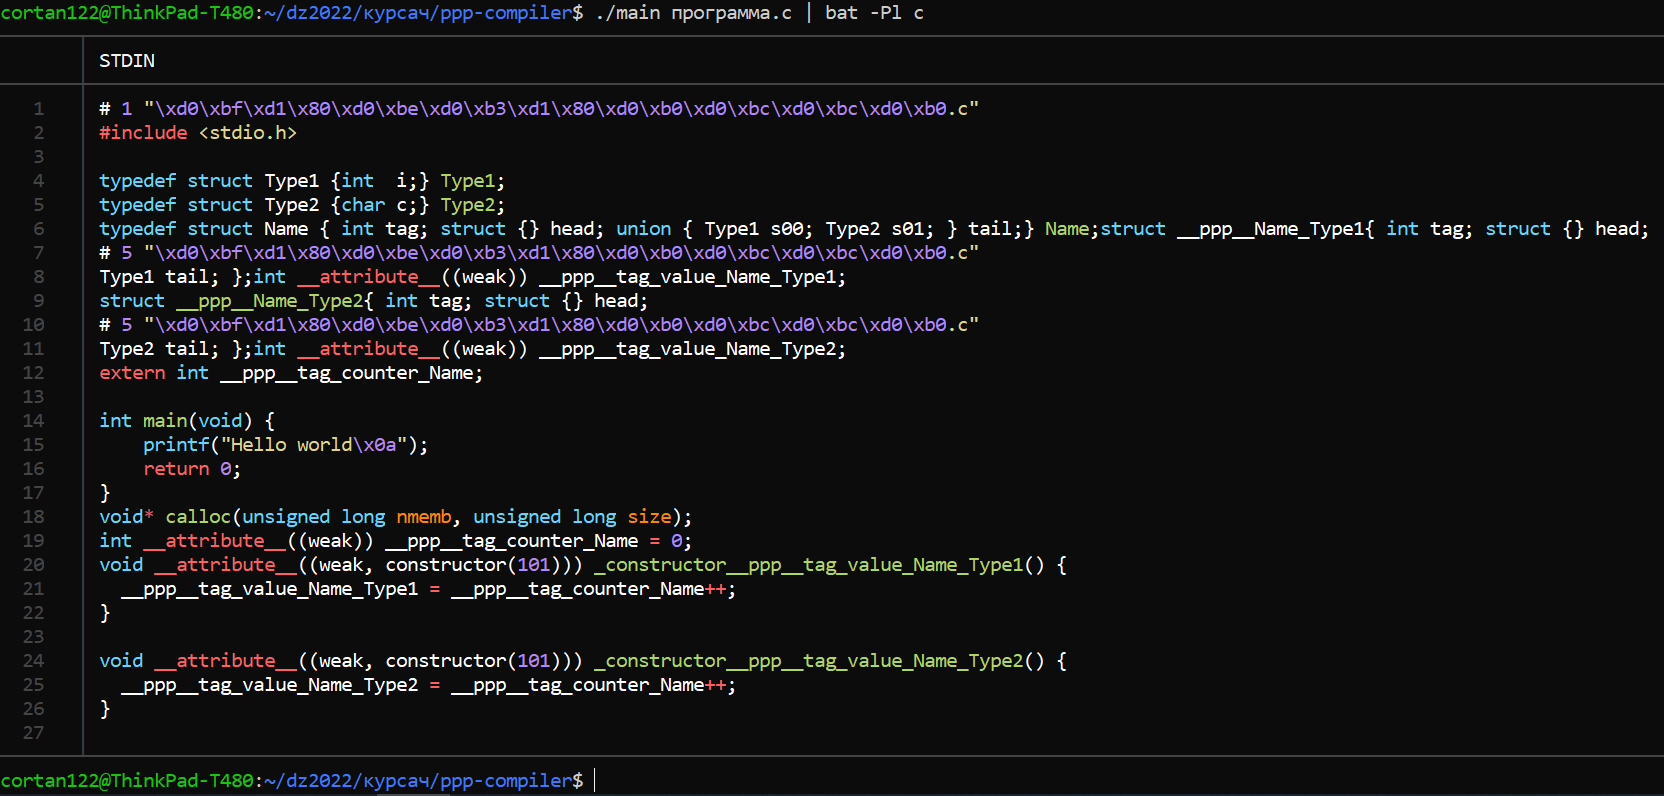 cortan122@ThinkPad-T480:~/dz2022/курсач/ppp-compiler$ ./main программа.c | bat -Pl c
STDIN
1 # 1 "\xd0\xbf\xd1\x80\xd0\xbe\xd0\xb3\xd1\x80\xd0\xb0\xd0\xbc\xd0\xbc\xd0\xb0.c"
2 #include <stdio.h>
3
4 typedef struct Type1 {int  i;} Type1;
5 typedef struct Type2 {char c;} Type2;
6 typedef struct Name { int tag; struct {} head; union { Type1 s00; Type2 s01; } tail;} Name;struct __ppp__Name_Type1{ int tag; struct {} head;
7 # 5 "\xd0\xbf\xd1\x80\xd0\xbe\xd0\xb3\xd1\x80\xd0\xb0\xd0\xbc\xd0\xbc\xd0\xb0.c"
8 Type1 tail; };int __attribute__((weak)) __ppp__tag_value_Name_Type1;
9 struct __ppp__Name_Type2{ int tag; struct {} head;
10 # 5 "\xd0\xbf\xd1\x80\xd0\xbe\xd0\xb3\xd1\x80\xd0\xb0\xd0\xbc\xd0\xbc\xd0\xb0.c"
11 Type2 tail; };int __attribute__((weak)) __ppp__tag_value_Name_Type2;
12 extern int __ppp__tag_counter_Name;
13
14 int main(void) {
15     printf("Hello world\x0a");
16     return 0;
17 }
18 void* calloc(unsigned long nmemb, unsigned long size);
19 int __attribute__((weak)) __ppp__tag_counter_Name = 0;
20 void __attribute__((weak, constructor(101))) _constructor__ppp__tag_value_Name_Type1() {
21   __ppp__tag_value_Name_Type1 = __ppp__tag_counter_Name++;
22 }
23
24 void __attribute__((weak, constructor(101))) _constructor__ppp__tag_value_Name_Type2() {
25   __ppp__tag_value_Name_Type2 = __ppp__tag_counter_Name++;
26 }
27
cortan122@ThinkPad-T480:~/dz2022/курсач/ppp-compiler$